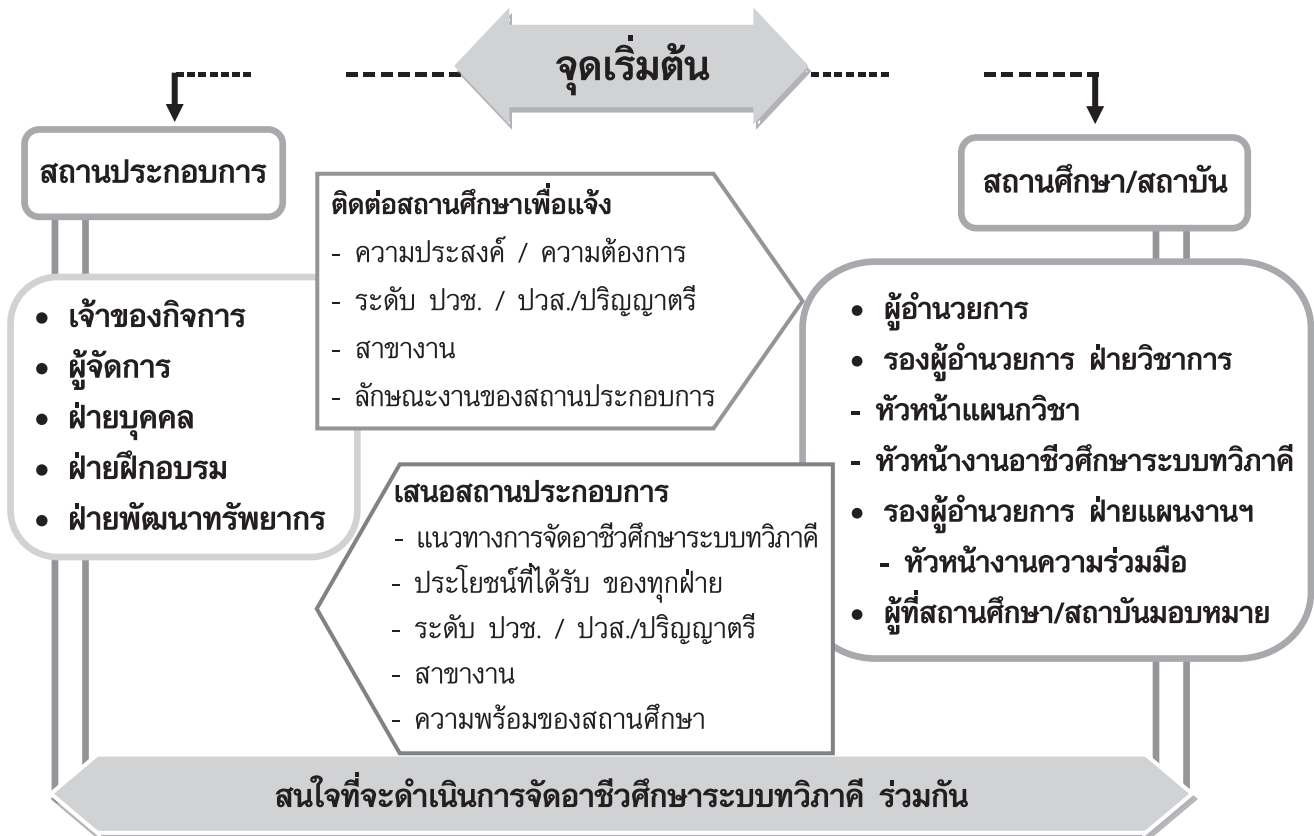 จุดเริ่มต้น
สถานประกอบการ
• เจ้าของกิจการ
• ผู้จัดการ
• ฝ่ายบุคคล
• ฝ่ายฝึกอบรม
• ฝ่ายพัฒนาทรัพยากร
ติดต่อสถานศึกษาเพื่อแจ้ง
- ความประสงค์ / ความต้องการ
- ระดับ ปวช. / ปวส./ปริญญาตรี
- สาขางาน
- ลักษณะงานของสถานประกอบการ
สถานศึกษา/สถาบัน
• ผู้อำนวยการ
• รองผู้อำนวยการ ฝ่ายวิชาการ
- หัวหน้าแผนกวิชา
- หัวหน้างานอาชีวศึกษาระบบทวิภาคี
• รองผู้อำนวยการ ฝ่ายแผนงานฯ
- หัวหน้างานความร่วมมือ
• ผู้ที่สถานศึกษา/สถาบันมอบหมาย
เสนอสถานประกอบการ
- แนวทางการจัดอาชีวศึกษาระบบทวิภาคี
- ประโยชน์ที่ได้รับ ของทุกฝ่าย
- ระดับ ปวช. / ปวส./ปริญญาตรี
- สาขางาน
- ความพร้อมของสถานศึกษา
สนใจที่จะดำเนินการจัดอาชีวศึกษาระบบทวิภาคี ร่วมกัน